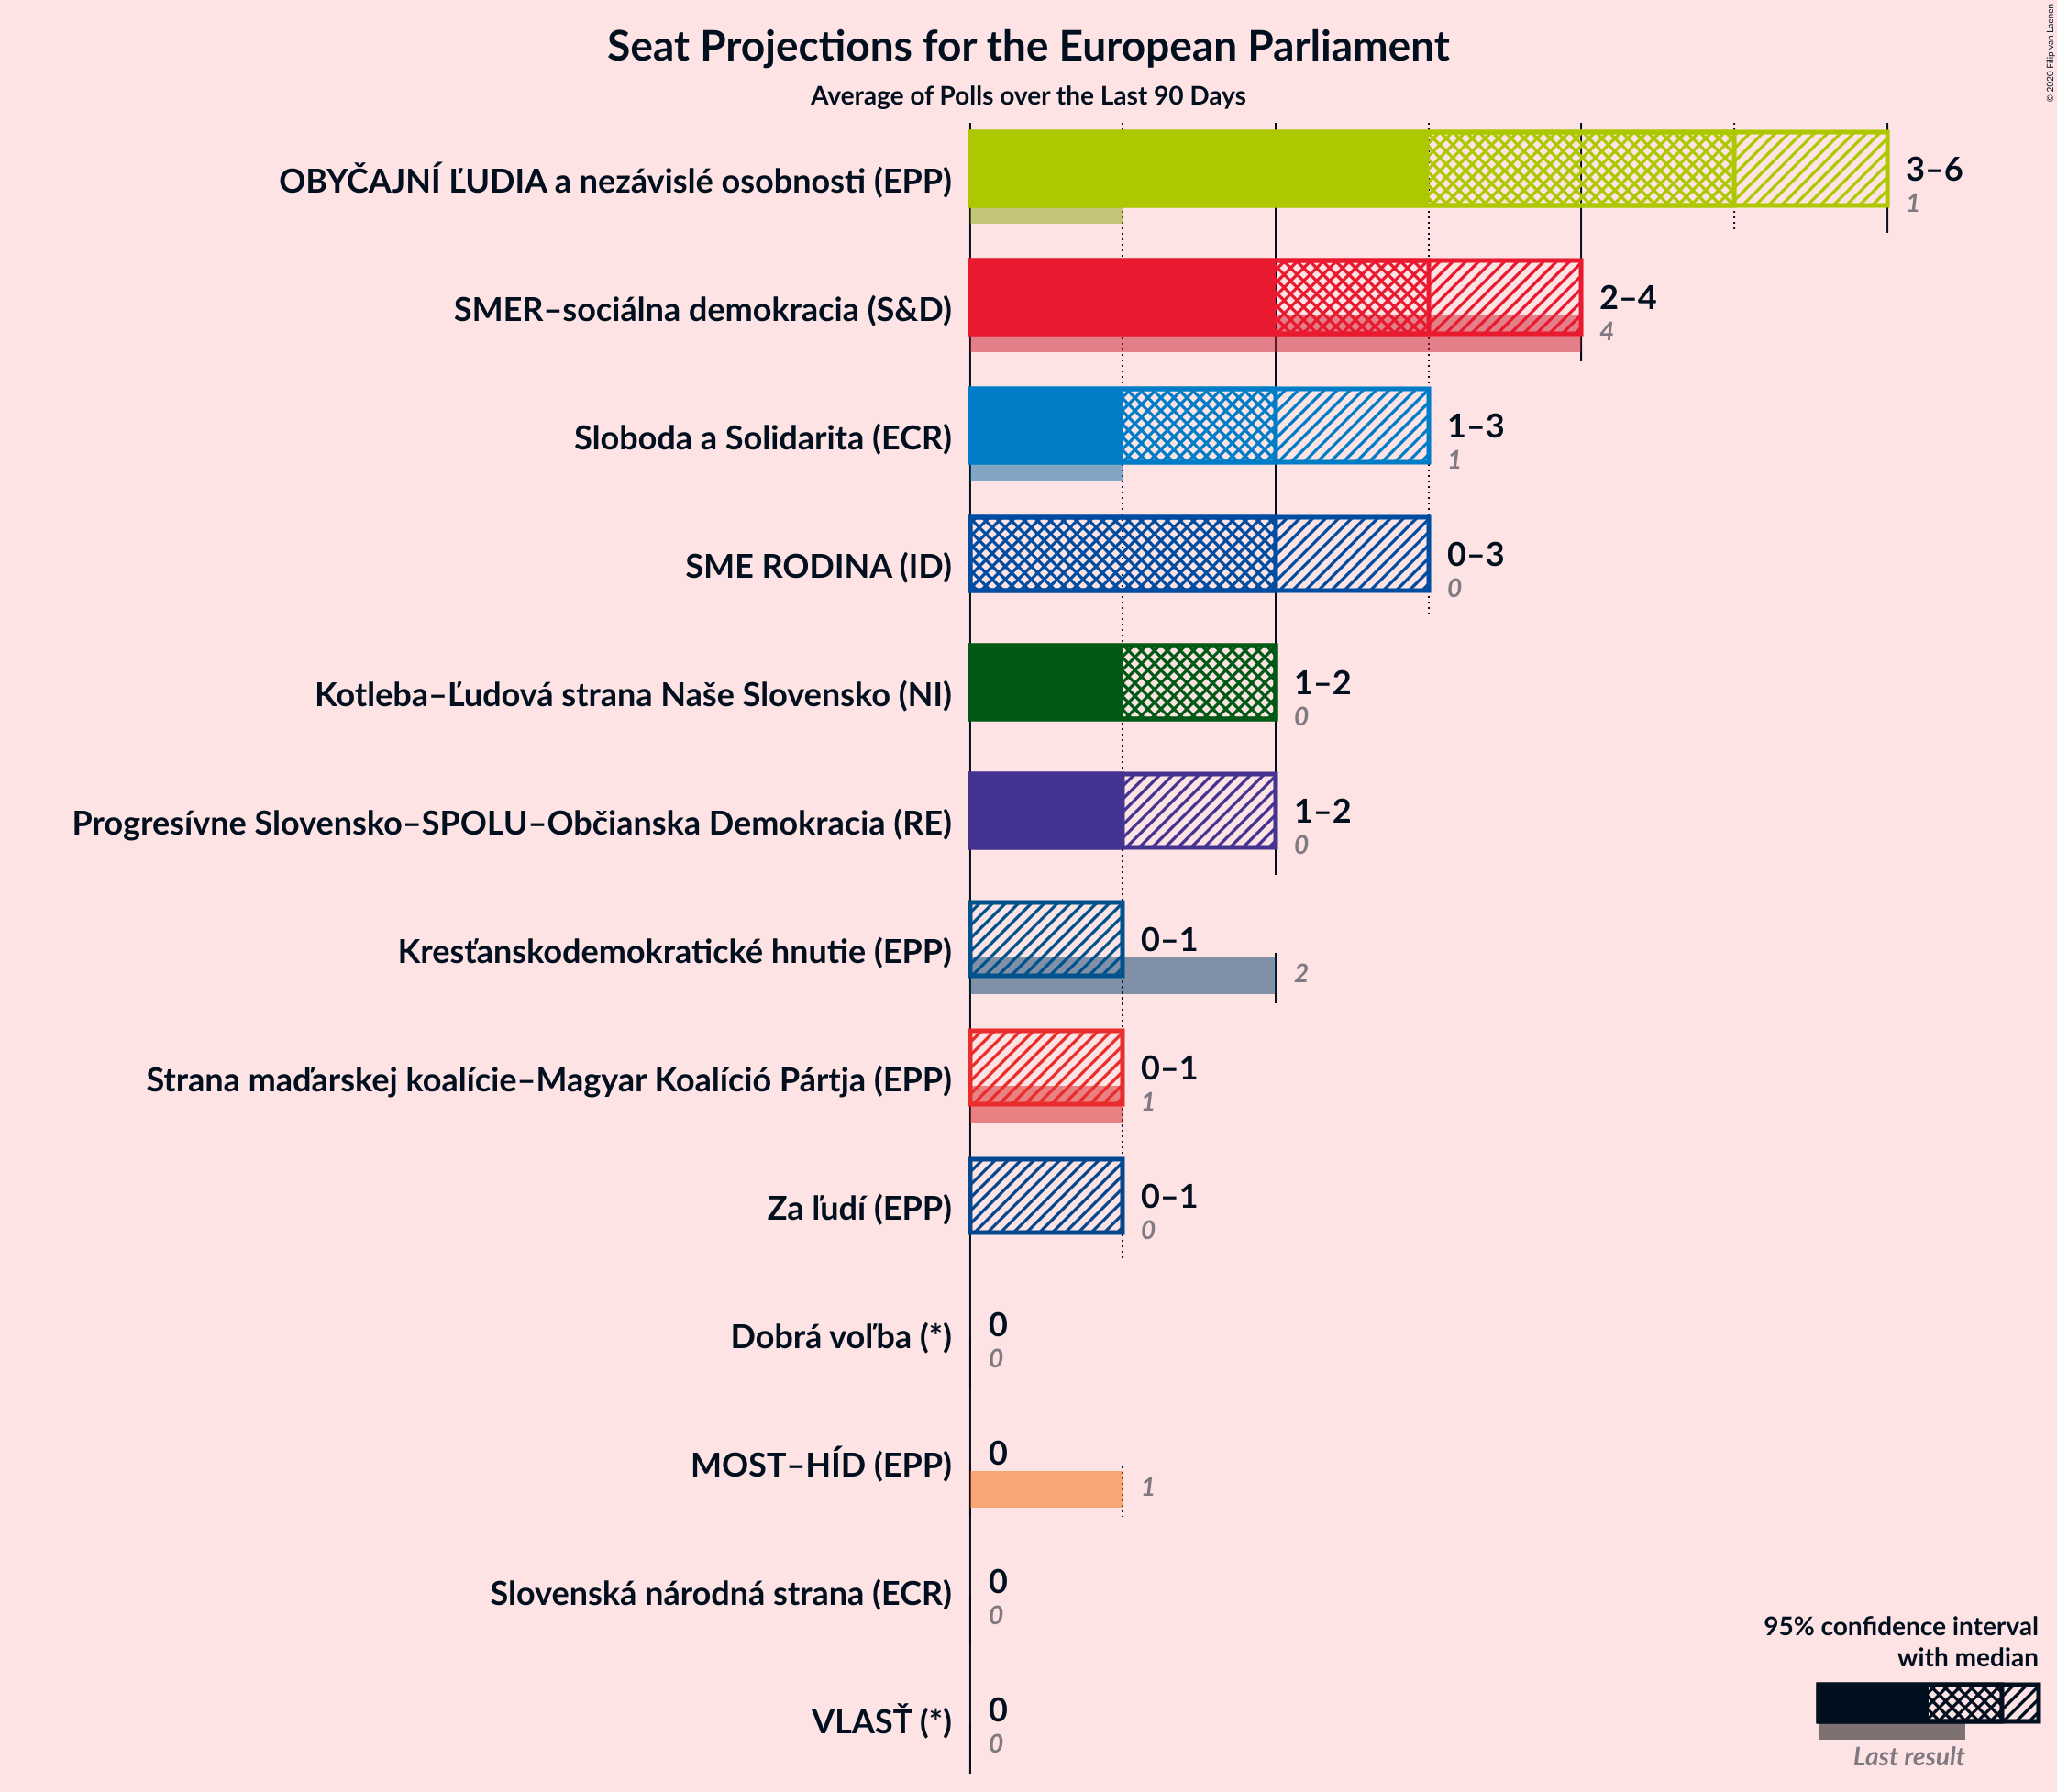 Seat Projections for the European Parliament
Average of Polls over the Last 90 Days
© 2020 Filip van Laenen
OBYČAJNÍ ĽUDIA a nezávislé osobnosti (EPP)
3–6
1
SMER–sociálna demokracia (S&D)
2–4
4
Sloboda a Solidarita (ECR)
1–3
1
SME RODINA (ID)
0–3
0
Kotleba–Ľudová strana Naše Slovensko (NI)
1–2
0
Progresívne Slovensko–SPOLU–Občianska Demokracia (RE)
1–2
0
Kresťanskodemokratické hnutie (EPP)
0–1
2
Strana maďarskej koalície–Magyar Koalíció Pártja (EPP)
0–1
1
Za ľudí (EPP)
0–1
0
Dobrá voľba (*)
0
0
MOST–HÍD (EPP)
0
1
Slovenská národná strana (ECR)
0
0
VLASŤ (*)
0
0
95% confidence interval
with median
Last result